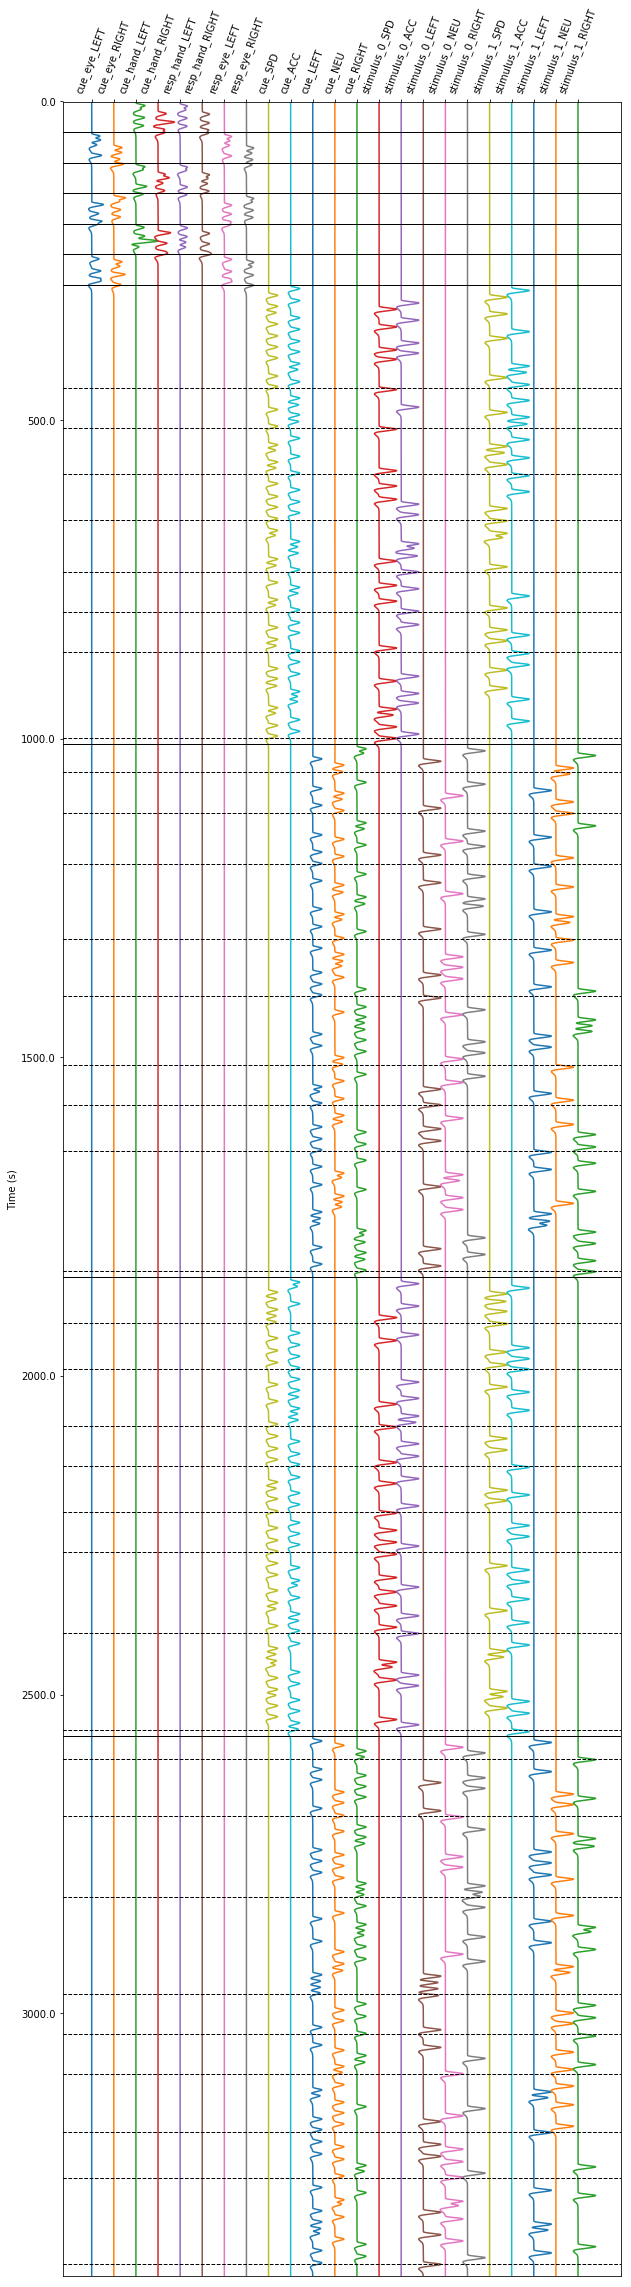 cue_eye_LEFT
cue_eye_RIGHT
cue_hand_LEFT
cue_hand_RIGHT
resp_hand_LEFT
resp_hand_RIGHT
resp_eye_LEFT
resp_eye_RIGHT
cue_SPD
cue_ACC
cue_LEFT
cue_NEU
cue_RIGHT
stimulus_0_SPD
stimulus_0_ACC
stimulus_0_LEFT
stimulus_0_NEU
stimulus_0_RIGHT
stimulus_1_SPD
stimulus_1_ACC
stimulus_1_LEFT
stimulus_1_NEU
stimulus_1_RIGHT
0.0
500.0
1000.0
1500.0
Time (s)
2000.0
2500.0
3000.0